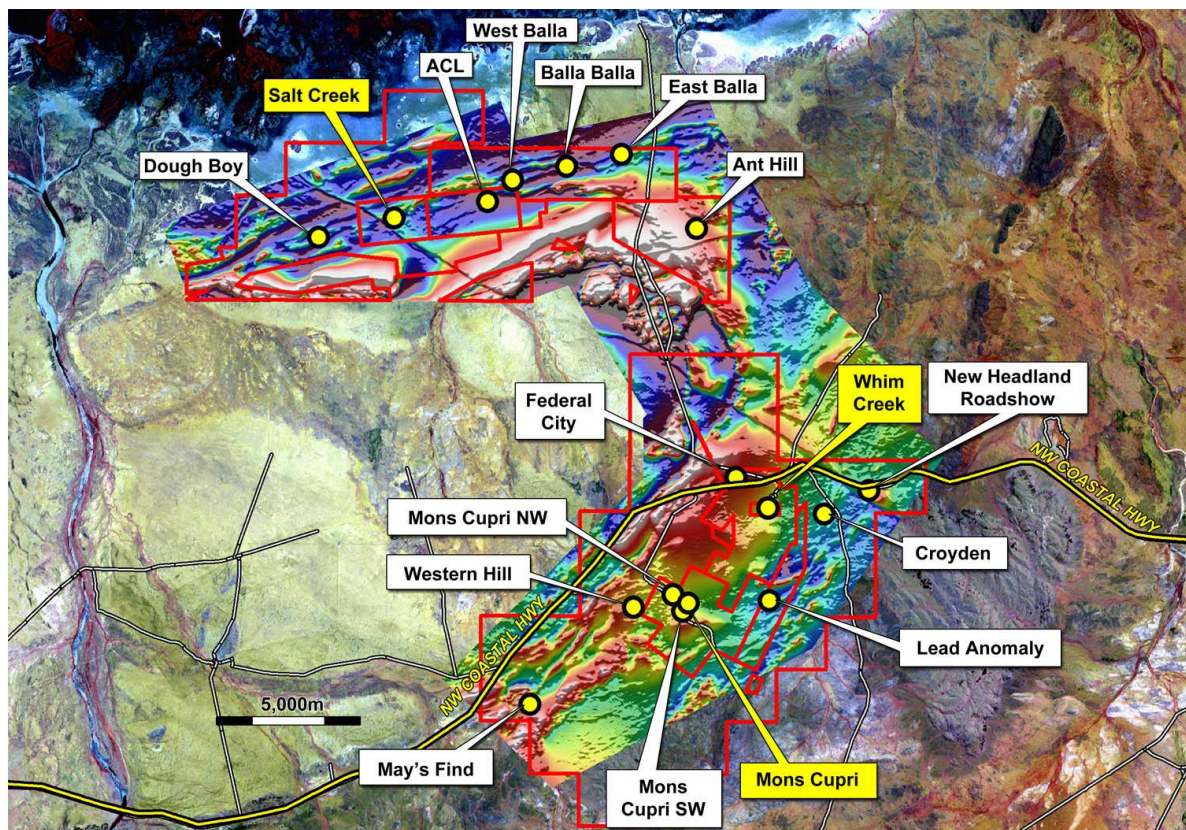 West Balla
ACL
Balla Balla
Salt Creek
East Balla
Dough Boy
Ant Hill
Whim
Creek
New Headland
Roadshow
Federal
City
NW COASTAL HWY
Mons Cupri NW
Croyden
Western Hill
Lead Anomaly
NW COASTAL HWY
5,000m
May's Find
Mons
Cupri SW
Mons Cupri